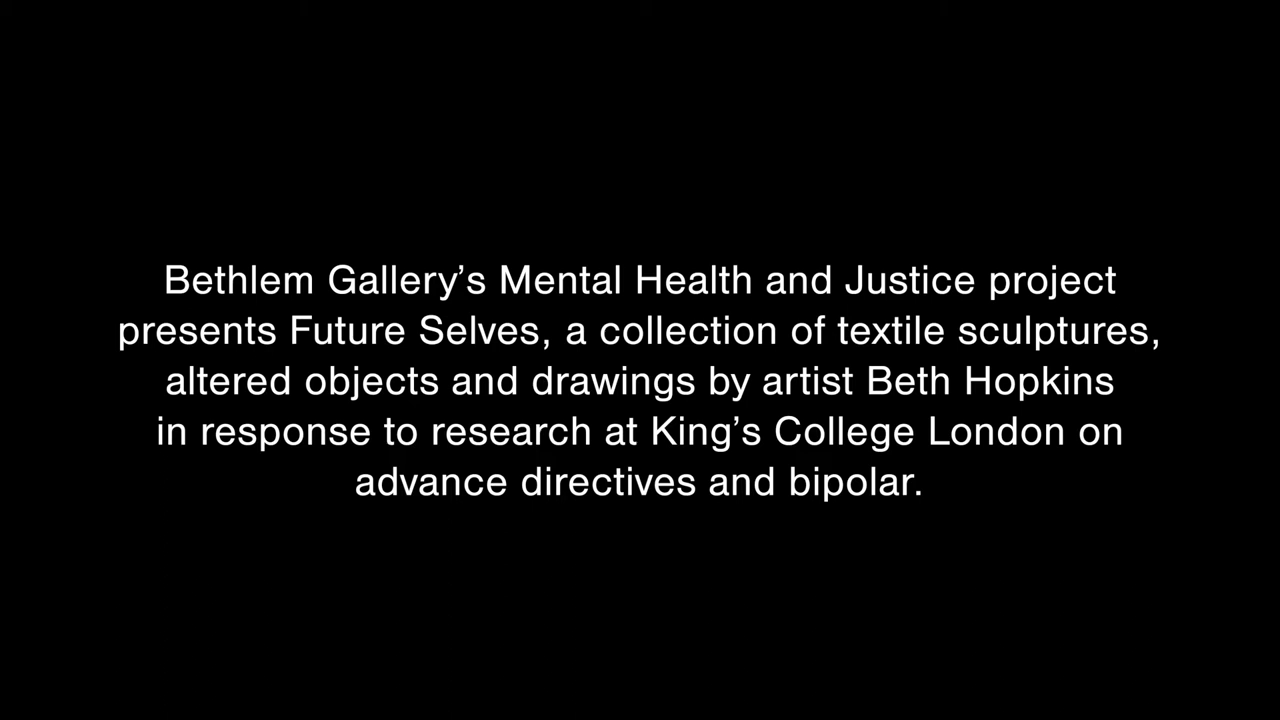 Bethlem Gallery’s Mental Health and Justice project
presents Future Selves, a collection of textile sculptures,
altered objects and drawings by artist Beth Hopkins
in response to research at King’s College London on
advance directives and bipolar.